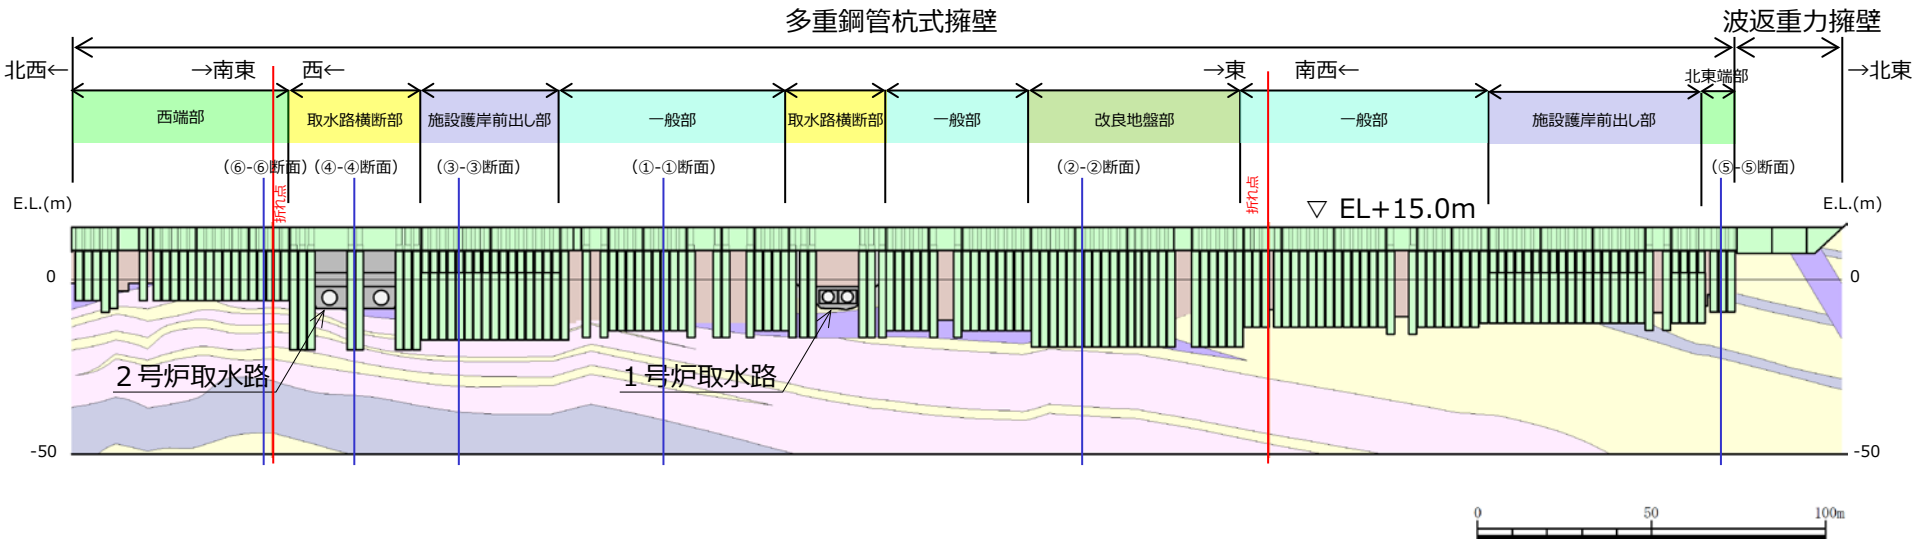 多重鋼管杭式擁壁
波返重力擁壁
北西←
→南東
西←
→東
南西←
北東端部
→北東
西端部
取水路横断部
施設護岸前出し部
一般部
取水路横断部
一般部
改良地盤部
一般部
施設護岸前出し部
(⑥-⑥断面)
(④-④断面)
(③-③断面)
(①-①断面)
(②-②断面)
(⑤-⑤断面)
折れ点
折れ点
E.L.(m)
▽ EL+15.0m
E.L.(m)
0
0
2号炉取水路
1号炉取水路
-50
-50
0
50
100m